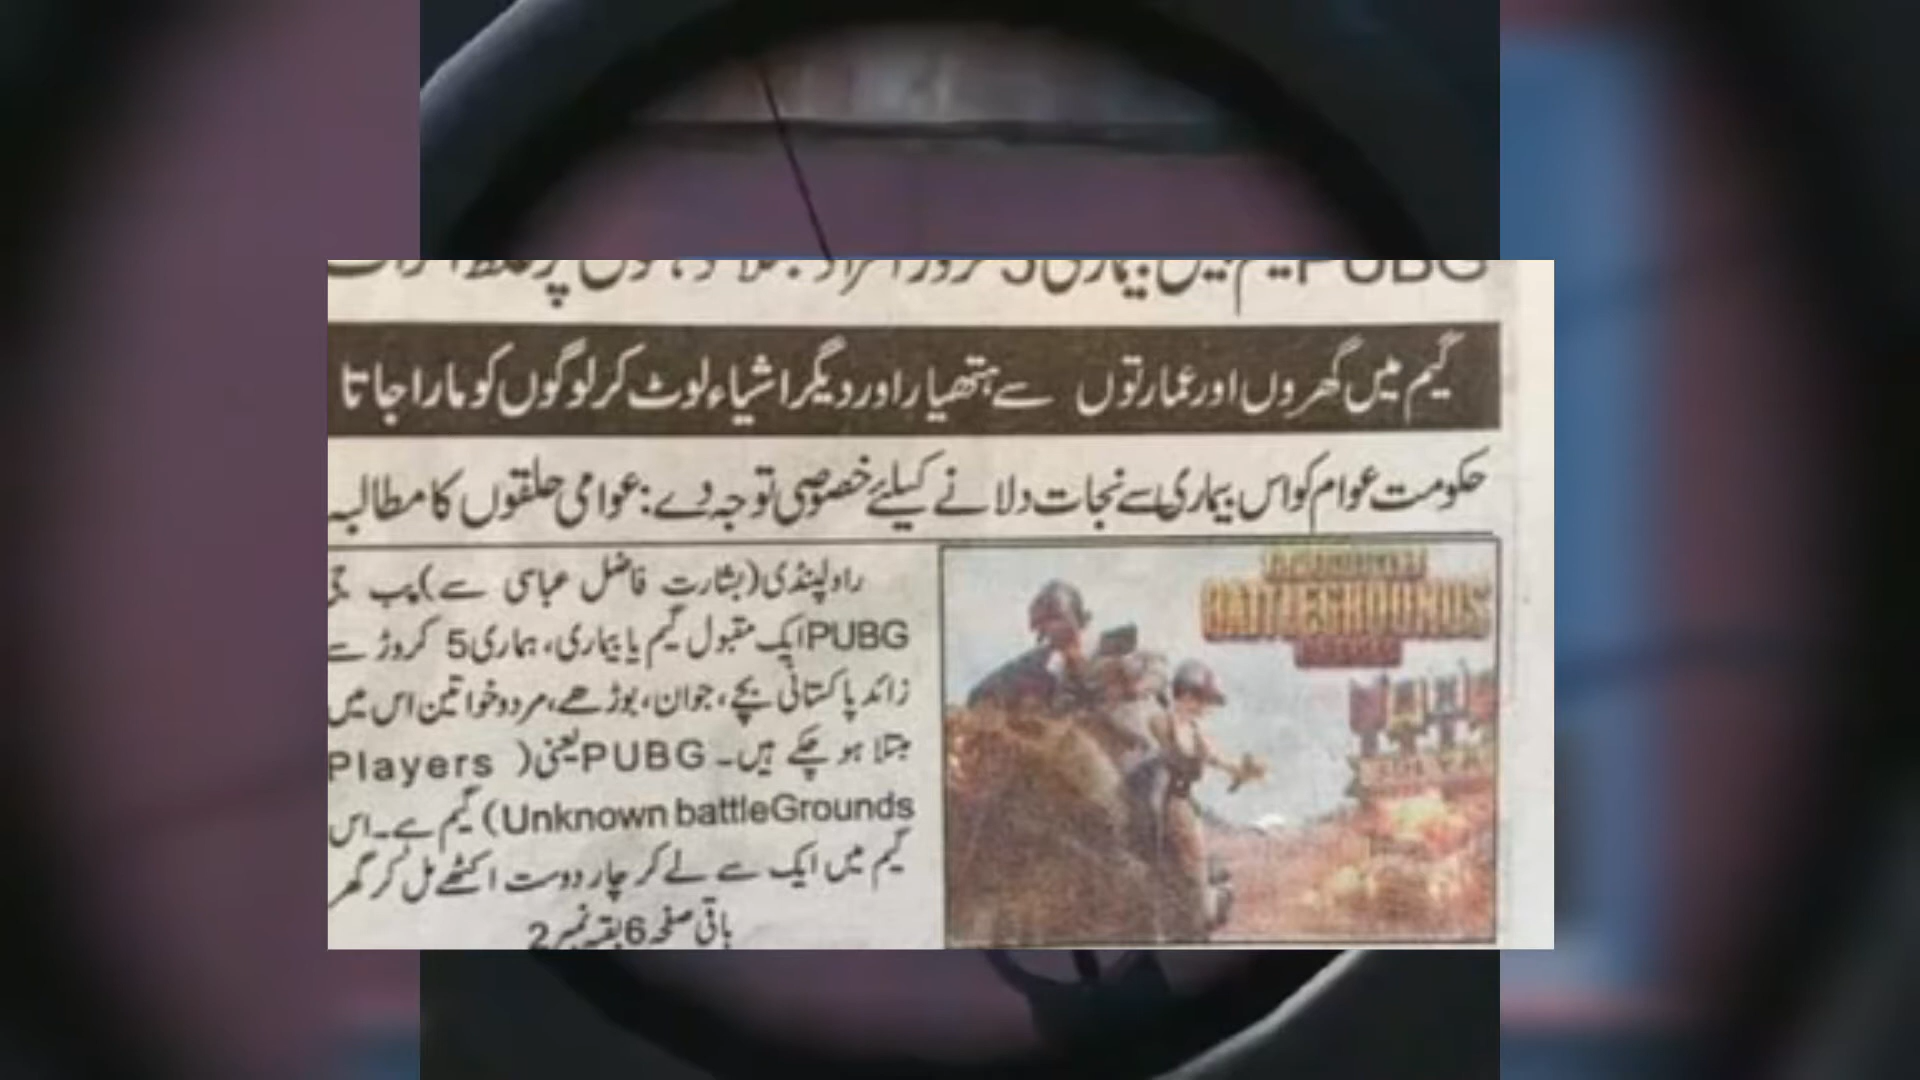 PUBG
گیم میں گھروں اور عمارتوں سے ہتھیار اور دیگر اشیاء لوٹ کر لوگوں کو مارا جاتا
حکومت عوام کو اس بیماری سے نجات دلانے کیلئے خصوصی توجہ دے: عوامی حلقوں کا مطالبہ
راولپنڈی (بشارت فاضل عباسی سے) پب جی
PUBG ایک مقبول گیم یا بیماری، ہماری 5 کروڑ سے
زائد پاکستانی بچے، جوان، بوڑھے، مرد و خواتین اس میں
مبتلا ہو چکے ہیں۔ PUBG یعنی (Players
Unknown battleGrounds) گیم ہے۔ اس
گیم میں ایک سے لے کر چار دوست اکٹھے مل کر گھر
باقی صفحہ 6 بقیہ نمبر 2
BATTLEGROUNDS